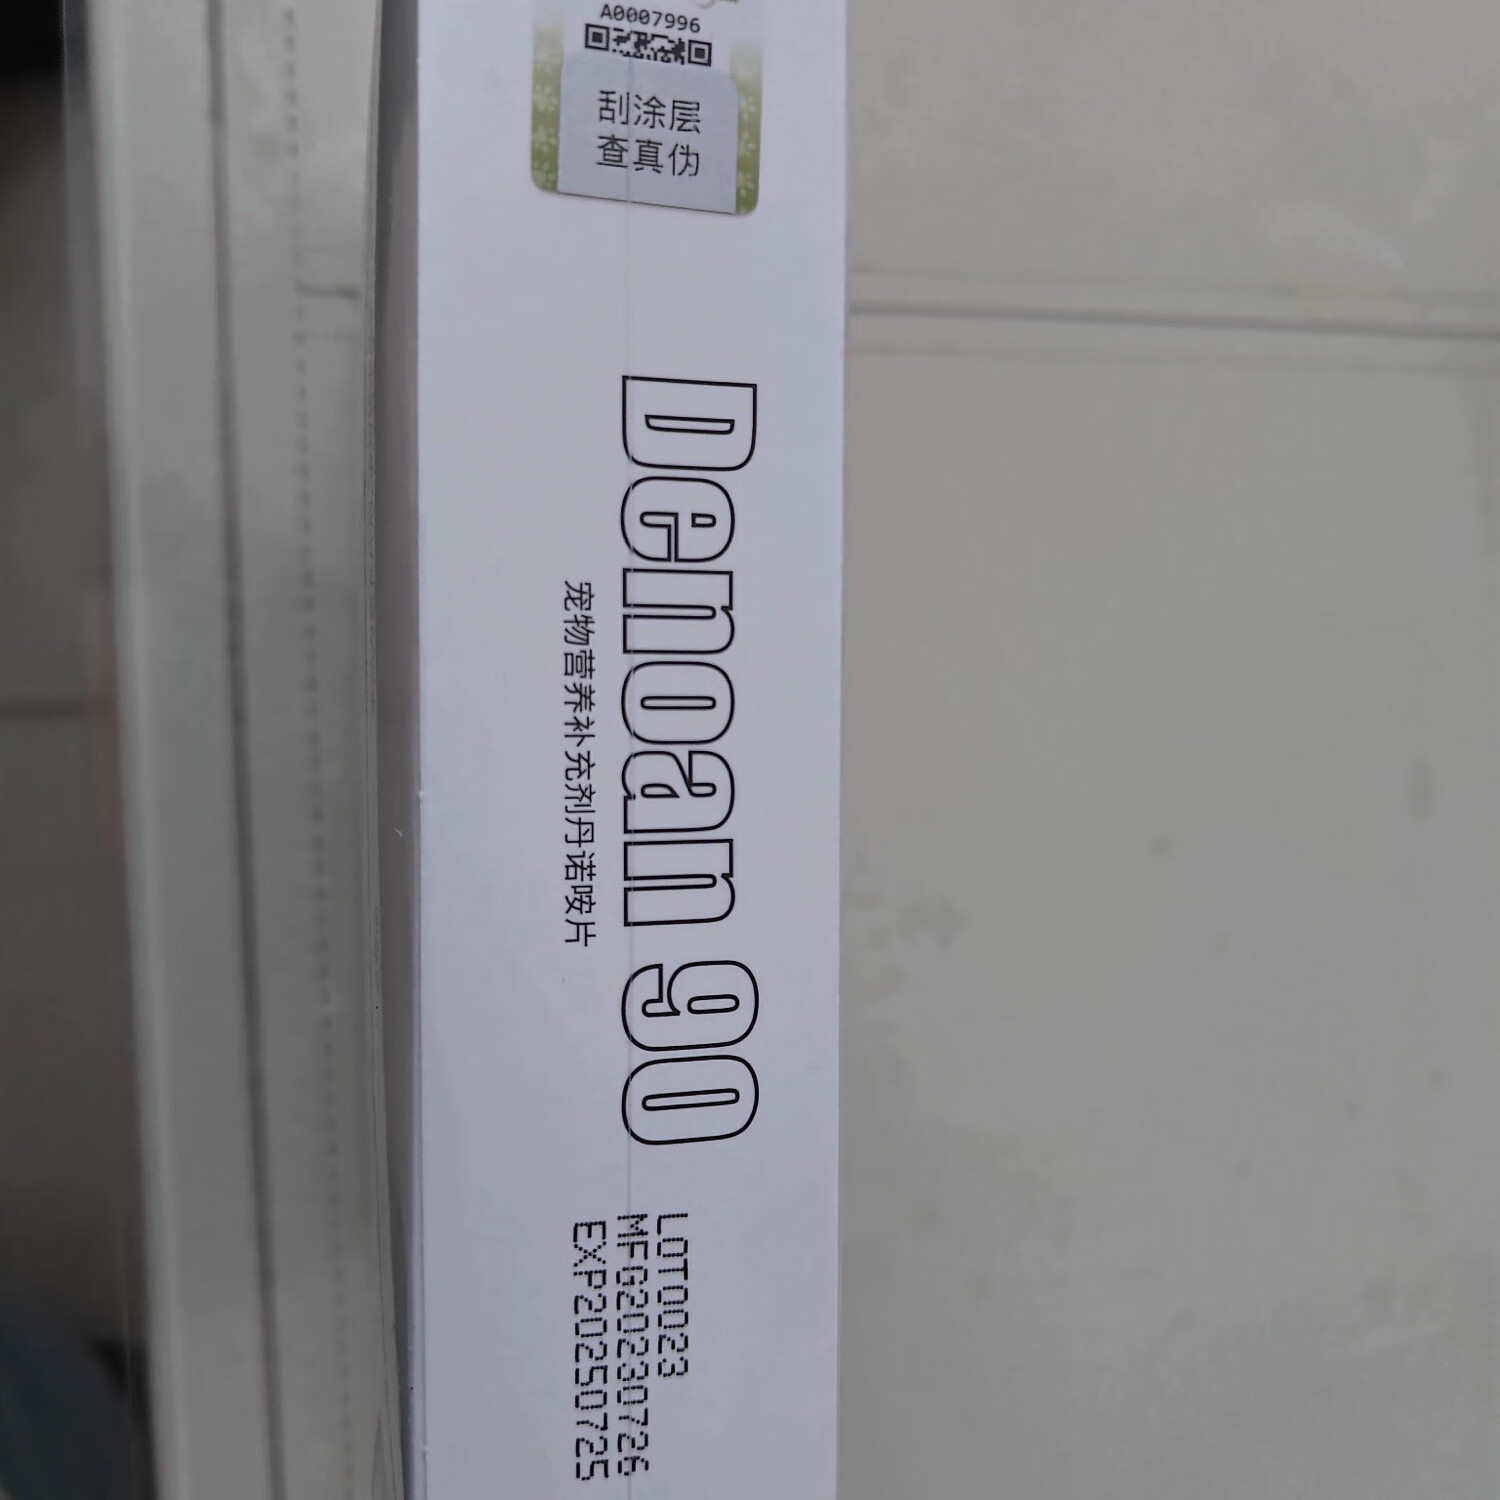 A0007996
刮涂层
查真伪
Denoan 90
宠物营养补充剂丹诺咹片
LOT0023
MFG20230726
EXP20250725